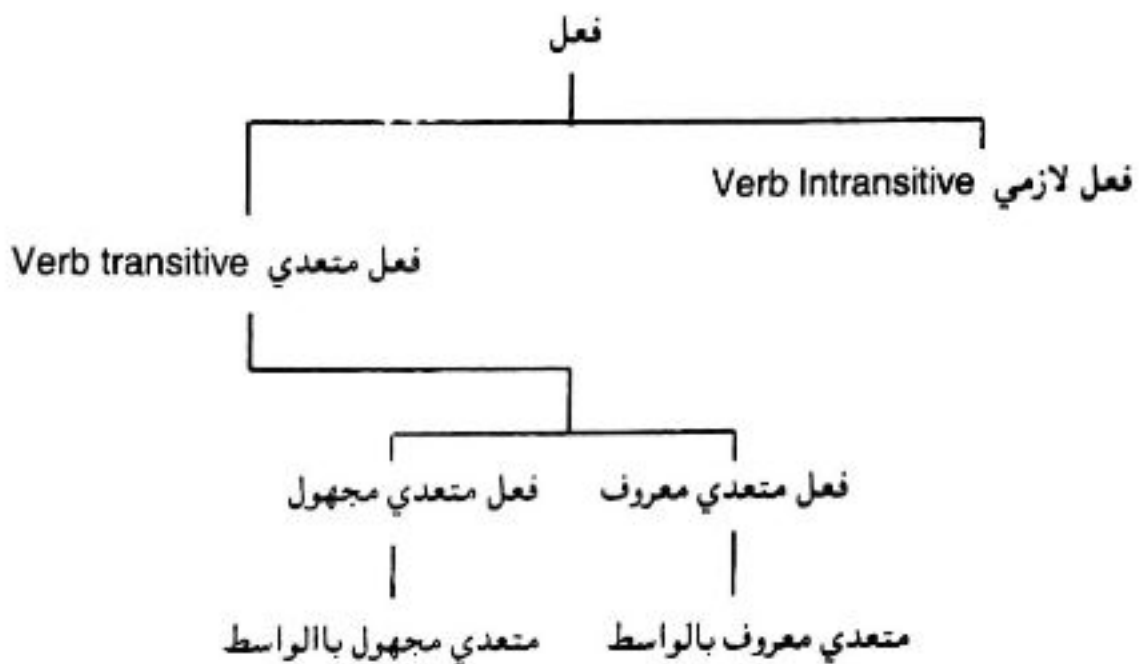 فعل
فعل لازمي Verb Intransitive
فعل متعدي Verb transitive
فعل متعدي معروف فعل متعدي مجهول
متعدي معروف بالواسط متعدي مجهول باالواسط